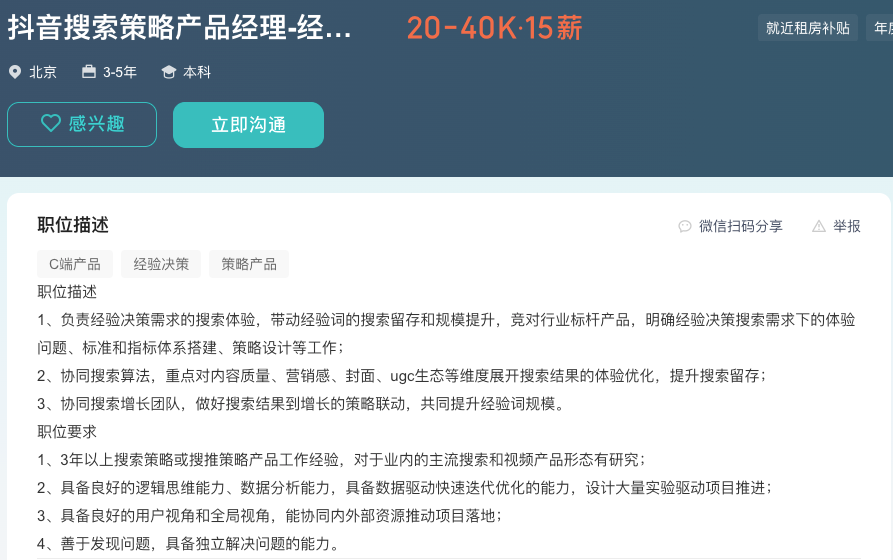 抖音搜索策略产品经理-经... 20-40K·15薪 就近租房补贴 年
北京 3-5年 本科
感兴趣 立即沟通
职位描述 微信扫码分享 举报
C端产品 经验决策 策略产品
职位描述
1、负责经验决策需求的搜索体验，带动经验词的搜索留存和规模提升，竞对行业标杆产品，明确经验决策搜索需求下的体验
问题、标准和指标体系搭建、策略设计等工作；
2、协同搜索算法，重点对内容质量、营销感、封面、ugc生态等维度展开搜索结果的体验优化，提升搜索留存；
3、协同搜索增长团队，做好搜索结果到增长的策略联动，共同提升经验词规模。
职位要求
1、3年以上搜索策略或搜推策略产品工作经验，对于业内的主流搜索和视频产品形态有研究；
2、具备良好的逻辑思维能力、数据分析能力，具备数据驱动快速迭代优化的能力，设计大量实验驱动项目推进；
3、具备良好的用户视角和全局视角，能协同内外部资源推动项目落地；
4、善于发现问题，具备独立解决问题的能力。